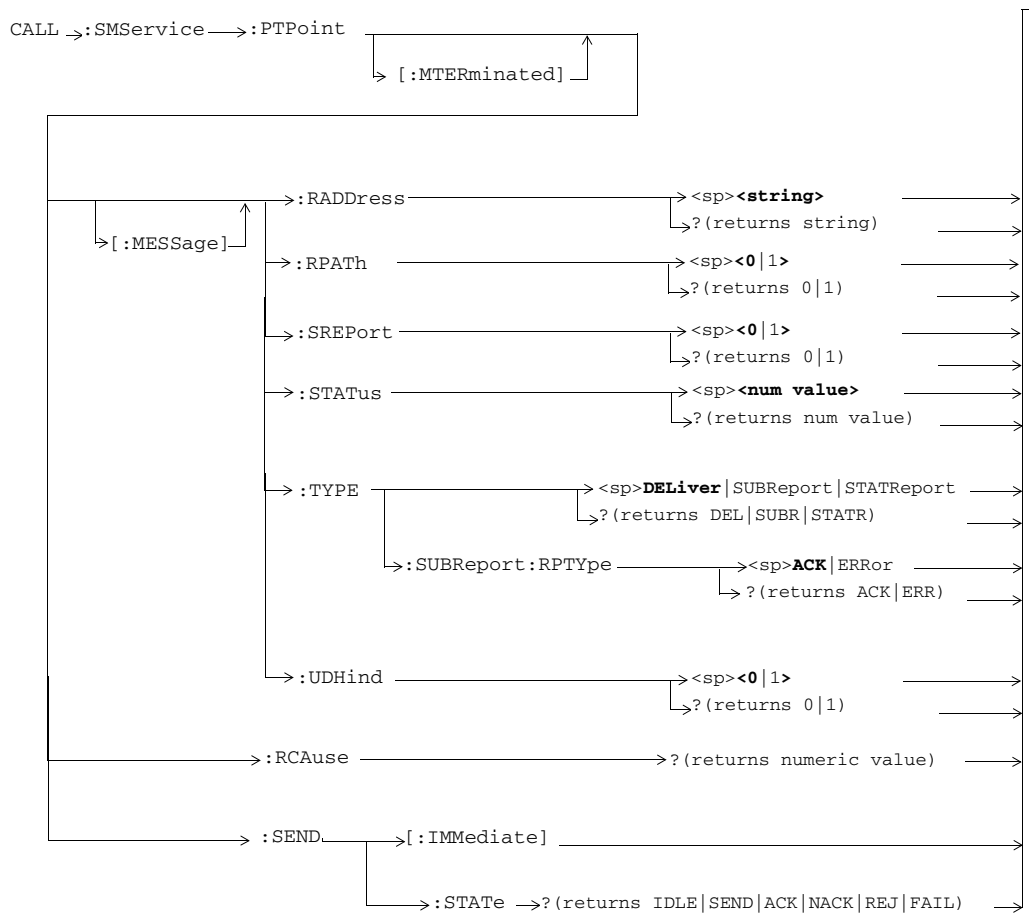 CALL :SMService :PTPoint
[:MTERminated]
:RADDress <sp><string>
?(returns string)
[:MESSage]
:RPATh <sp><0|1>
?(returns 0|1)
:SREPort <sp><0|1>
?(returns 0|1)
:STATus <sp><num value>
?(returns num value)
:TYPE <sp>DELiver|SUBReport|STATReport
?(returns DEL|SUBR|STATR)
:SUBReport:RPTYpe <sp>ACK|ERRor
?(returns ACK|ERR)
:UDHind <sp><0|1>
?(returns 0|1)
:RCAuse ?(returns numeric value)
:SEND [:IMMediate]
:STATe ?(returns IDLE|SEND|ACK|NACK|REJ|FAIL)